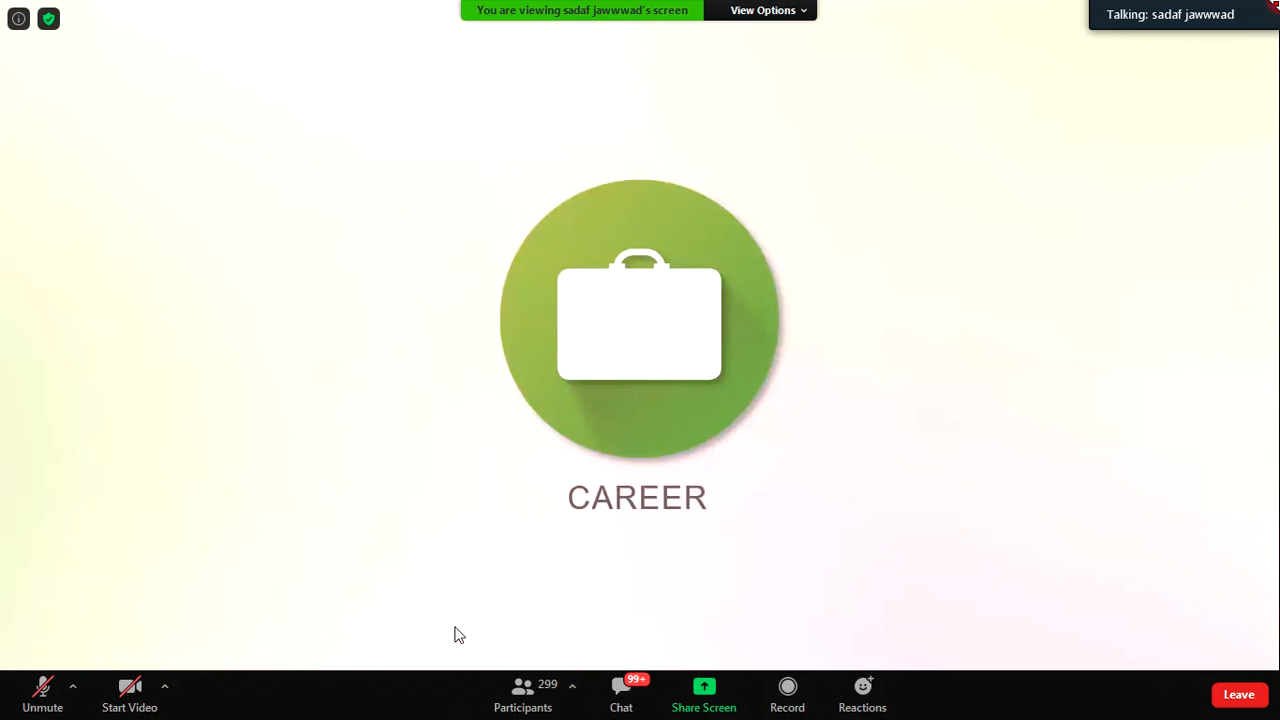 You are viewing sadaf jawwwad's screen
View Options
Talking: sadaf jawwwad
CAREER
Unmute
Start Video
299
Participants
99+
Chat
Share Screen
Record
Reactions
Leave